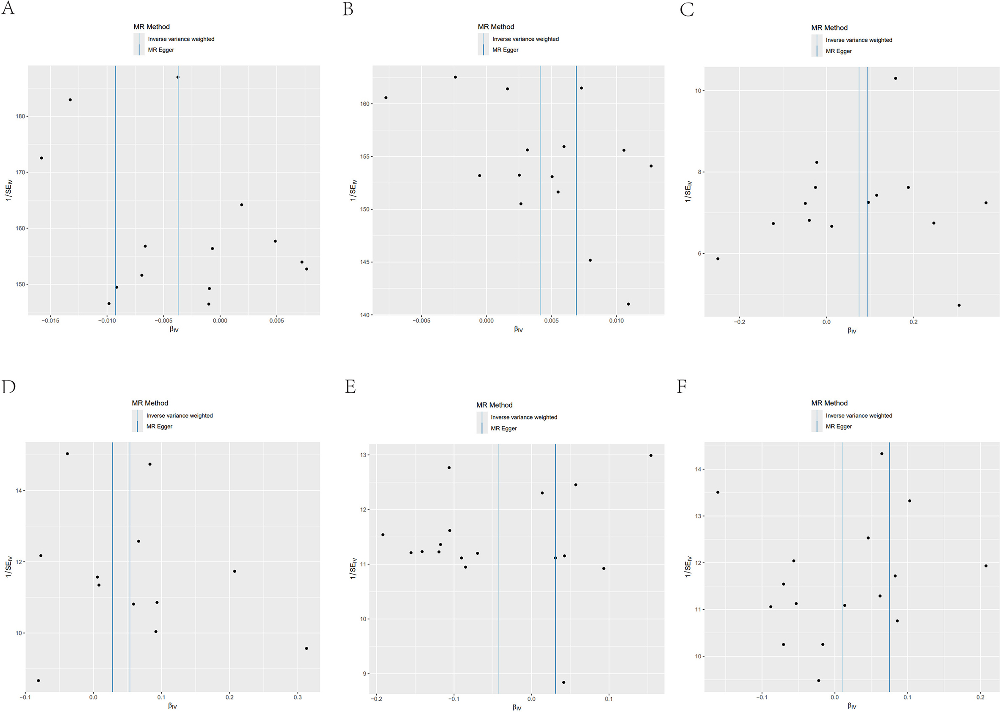 A
MR Method
Inverse variance weighted
MR Egger
180
170
160
150
1/SEIV
−0.015
−0.010
−0.005
0.000
0.005
βIV
B
MR Method
Inverse variance weighted
MR Egger
160
155
150
145
140
1/SEIV
−0.005
0.000
0.005
0.010
βIV
C
MR Method
Inverse variance weighted
MR Egger
10
8
6
1/SEIV
−0.2
0.0
0.2
βIV
D
MR Method
Inverse variance weighted
MR Egger
14
12
10
1/SEIV
−0.1
0.0
0.1
0.2
0.3
βIV
E
MR Method
Inverse variance weighted
MR Egger
13
12
11
10
9
1/SEIV
−0.2
−0.1
0.0
0.1
βIV
F
MR Method
Inverse variance weighted
MR Egger
14
13
12
11
10
1/SEIV
−0.1
0.0
0.1
0.2
βIV